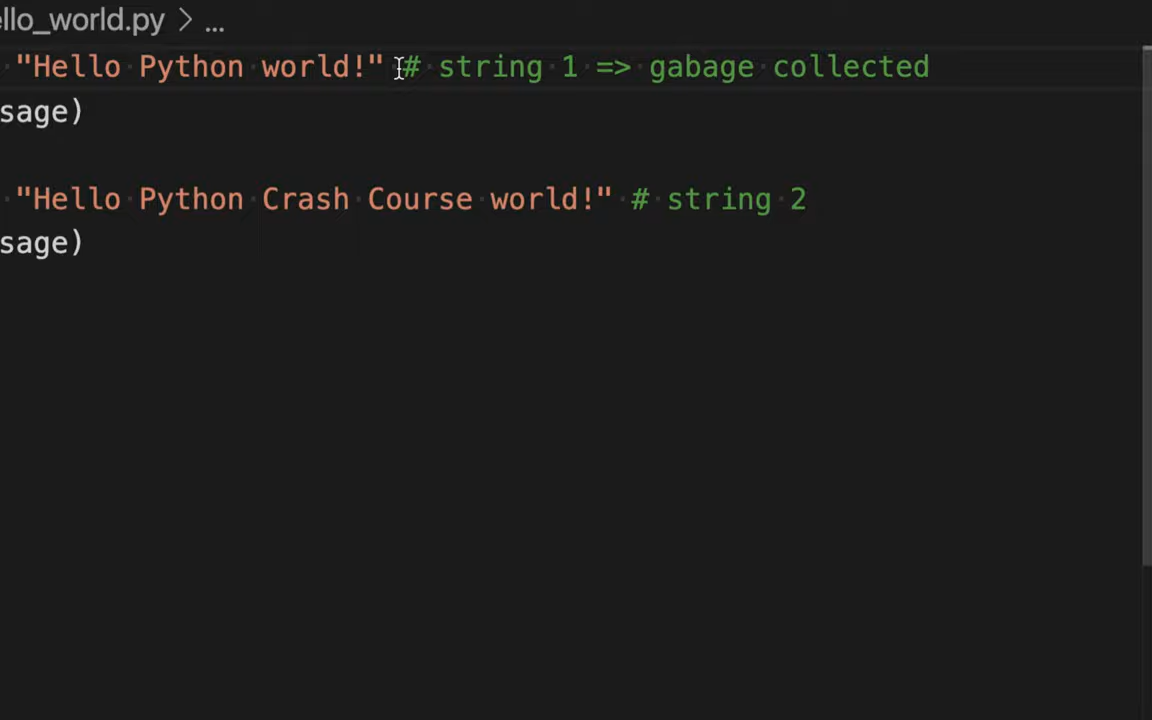 ello_world.py > ...
"Hello Python world!" # string 1 => gabage collected
sage)
"Hello Python Crash Course world!" # string 2
sage)